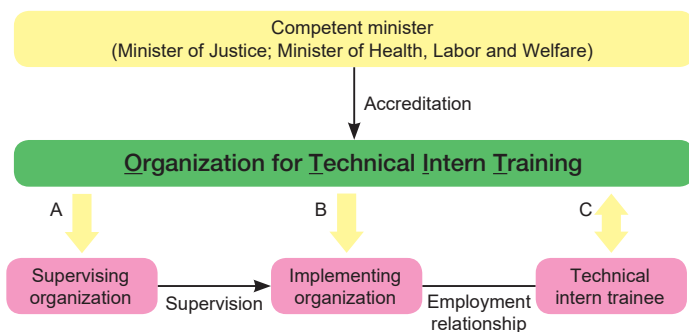 Competent minister
(Minister of Justice; Minister of Health, Labor and Welfare)
Accreditation
Organization for Technical Intern Training
A
B
C
Supervising
organization
Supervision
Implementing
organization
Employment
relationship
Technical
intern trainee